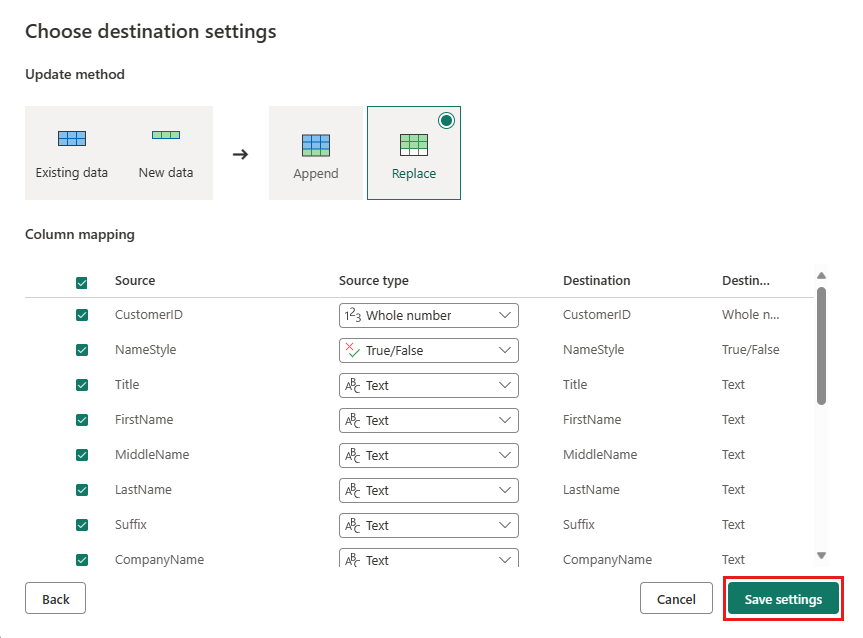 Choose destination settings
Update method
Existing data New data → Append Replace
Column mapping
Source Source type Destination Destin...
CustomerID 123 Whole number CustomerID Whole n...
NameStyle True/False NameStyle True/False
Title ABC Text Title Text
FirstName ABC Text FirstName Text
MiddleName ABC Text MiddleName Text
LastName ABC Text LastName Text
Suffix ABC Text Suffix Text
CompanyName ABC Text CompanyName Text
Back Cancel Save settings